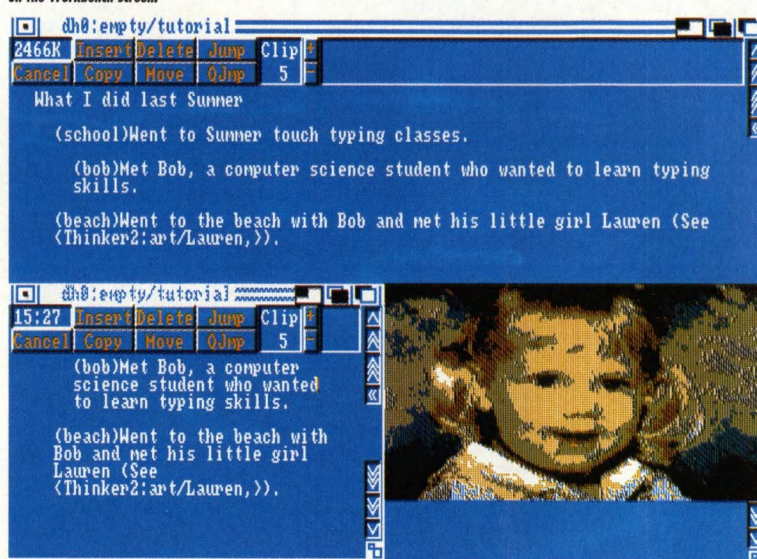 on the Workbench screen.
dh0:empty/tutorial
2466K Insert Delete Jump Clip +
Cancel Copy Move QJmp 5 -
What I did last Summer
(school)Went to Summer touch typing classes.
(bob)Met Bob, a computer science student who wanted to learn typing
skills.
(beach)Went to the beach with Bob and met his little girl Lauren (See
<Thinker2:art/Lauren,>).
dh0:empty/tutorial
15:27 Insert Delete Jump Clip +
Cancel Copy Move QJmp 5 -
(bob)Met Bob, a computer
science student who wanted
to learn typing skills.
(beach)Went to the beach with
Bob and met his little girl
Lauren (See
<Thinker2:art/Lauren,>).